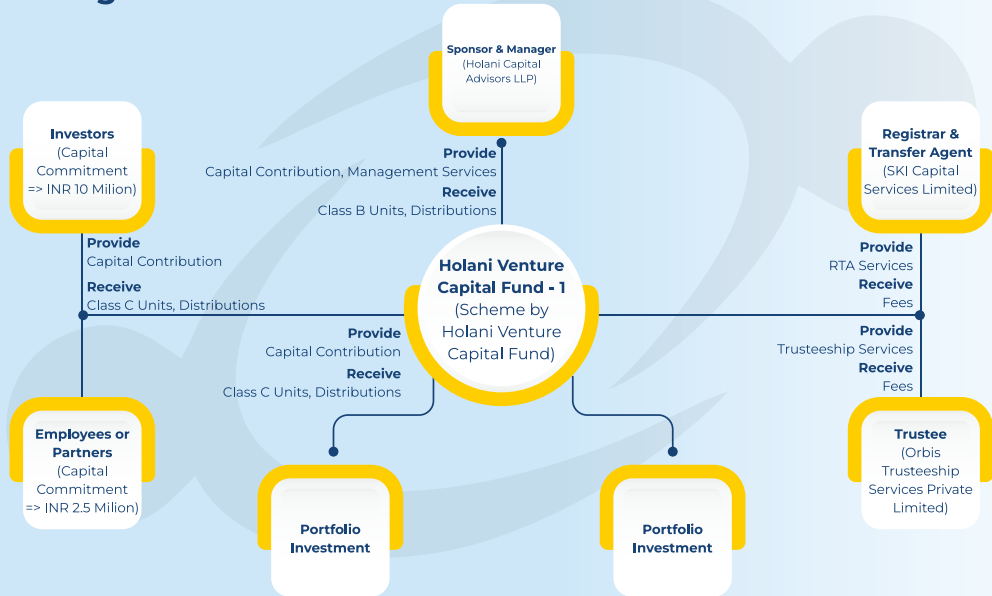 Sponsor & Manager
(Holani Capital
Advisors LLP)
Investors
(Capital
Commitment
=> INR 10 Milion)
Registrar &
Transfer Agent
(SKI Capital
Services Limited)
Provide
Capital Contribution, Management Services
Receive
Class B Units, Distributions
Provide
Capital Contribution
Receive
Class C Units, Distributions
Holani Venture
Capital Fund - 1
(Scheme by
Holani Venture
Capital Fund)
Provide
RTA Services
Receive
Fees
Provide
Capital Contribution
Receive
Class C Units, Distributions
Provide
Trusteeship Services
Receive
Fees
Employees or
Partners
(Capital
Commitment
=> INR 2.5 Milion)
Trustee
(Orbis
Trusteeship
Services Private
Limited)
Portfolio
Investment
Portfolio
Investment